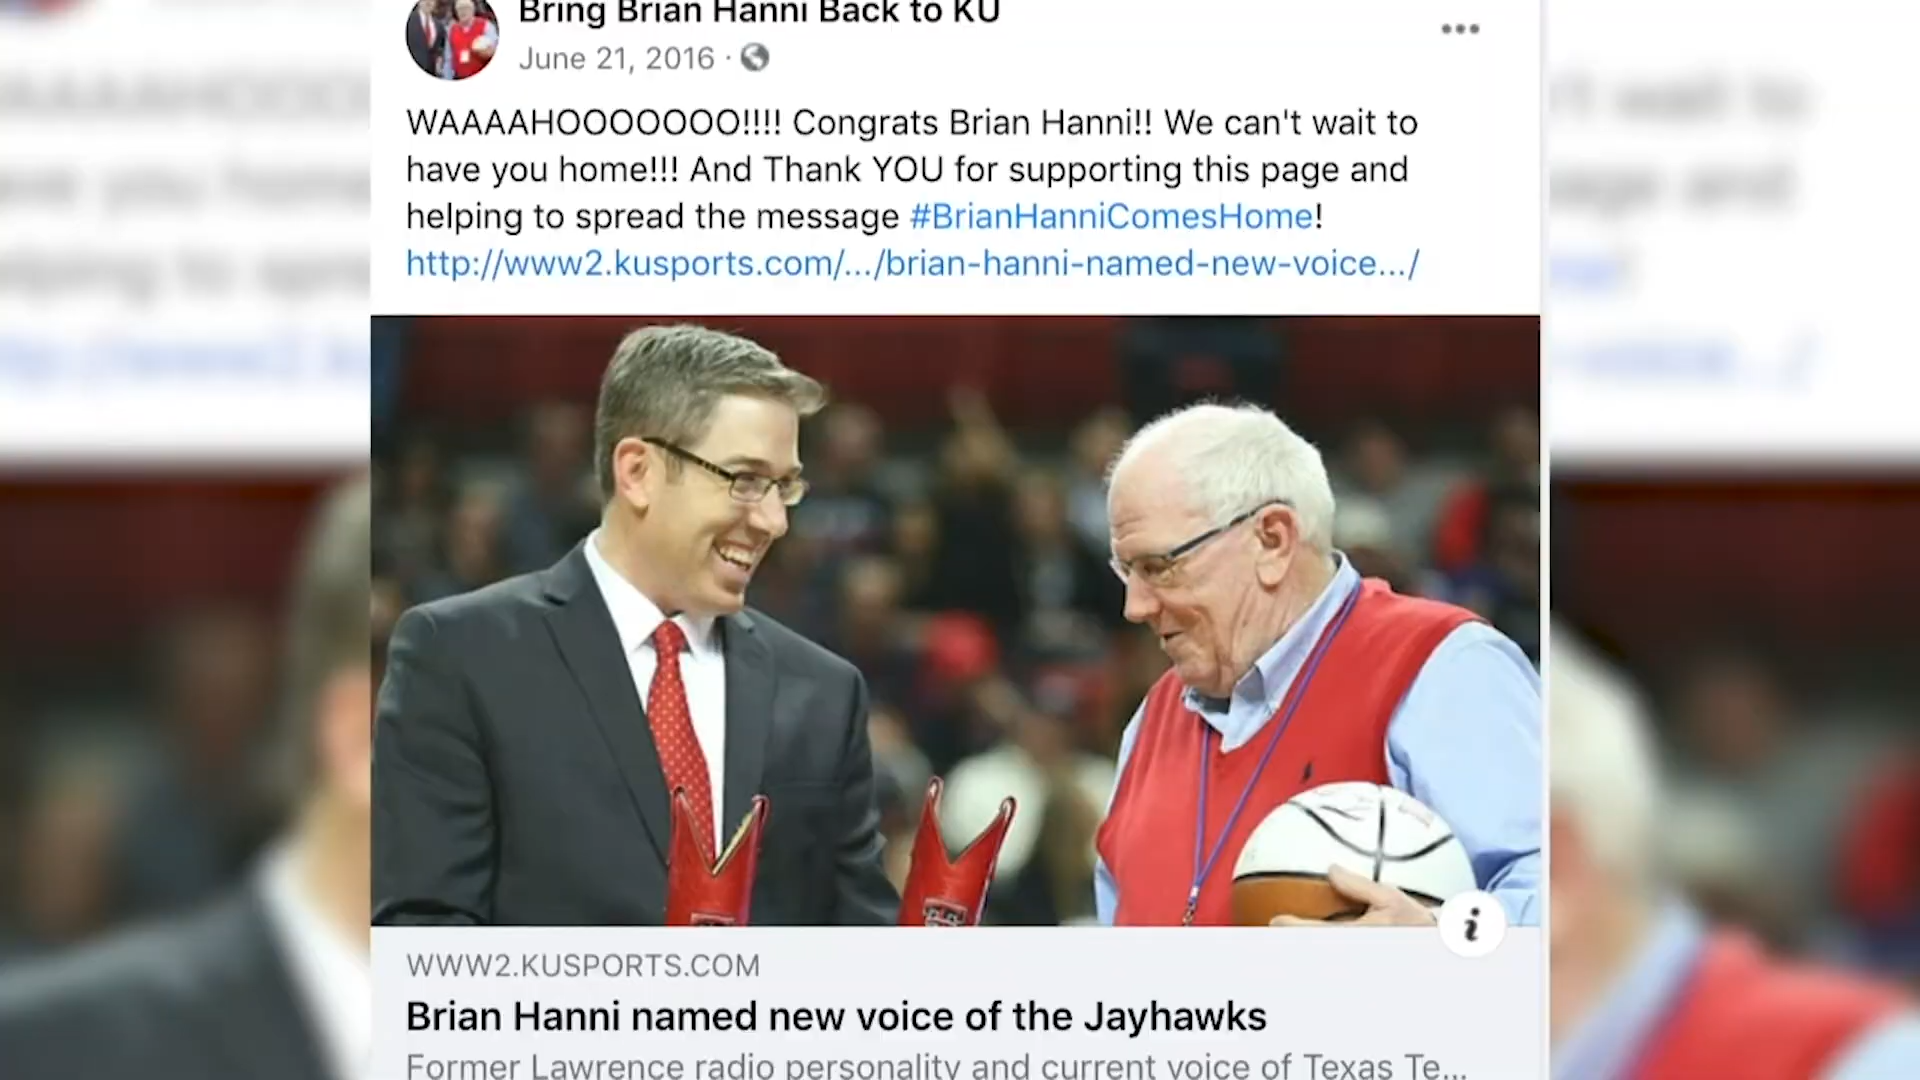 Bring Brian Hanni Back to KU
June 21, 2016 ·
WAAAAHOOOOOOO!!!! Congrats Brian Hanni!! We can't wait to
have you home!!! And Thank YOU for supporting this page and
helping to spread the message #BrianHanniComesHome!
http://www2.kusports.com/.../brian-hanni-named-new-voice.../
WWW2.KUSPORTS.COM
Brian Hanni named new voice of the Jayhawks
Former Lawrence radio personality and current voice of Texas Te...